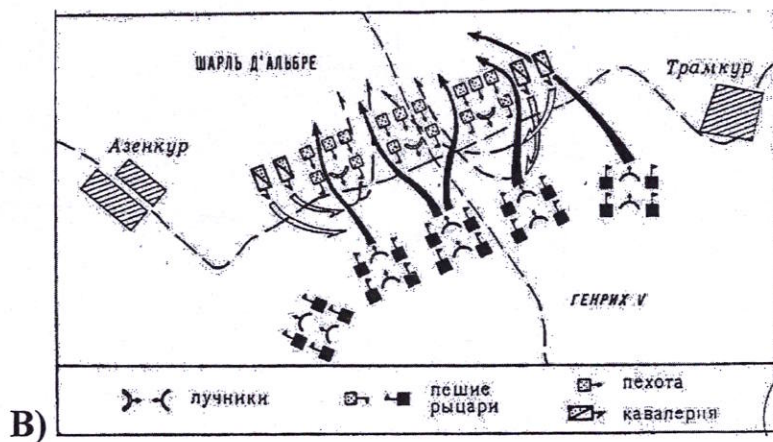 ШАРЛЬ Д'АЛЬБРЕ
Трамкур
Азенкур
ГЕНРИХ V
лучники
пешие рыцари
пехота
кавалерия
В)